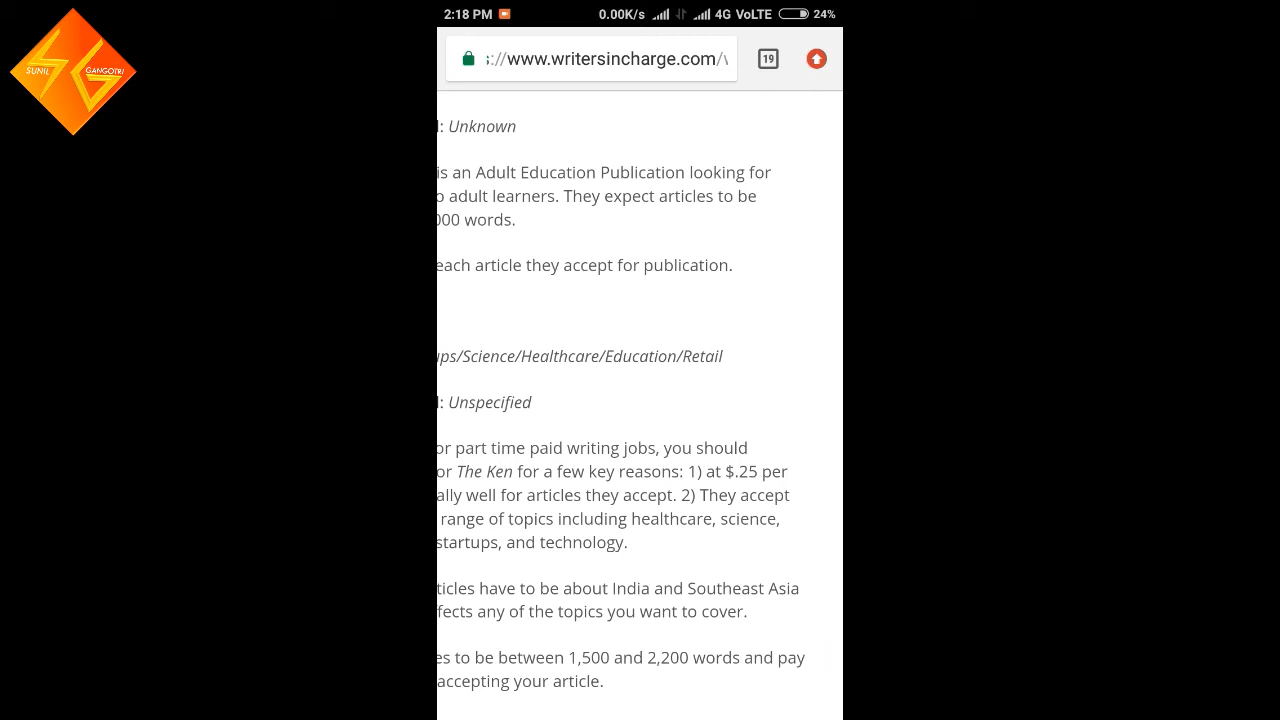 SUNIL
GANGOTRI
2:18 PM
0.00K/s
4G VoLTE
24%
://www.writersincharge.com/
19
: Unknown
is an Adult Education Publication looking for
adult learners. They expect articles to be
000 words.
each article they accept for publication.
ups/Science/Healthcare/Education/Retail
: Unspecified
or part time paid writing jobs, you should
or The Ken for a few key reasons: 1) at $.25 per
ally well for articles they accept. 2) They accept
range of topics including healthcare, science,
startups, and technology.
ticles have to be about India and Southeast Asia
ffects any of the topics you want to cover.
es to be between 1,500 and 2,200 words and pay
accepting your article.